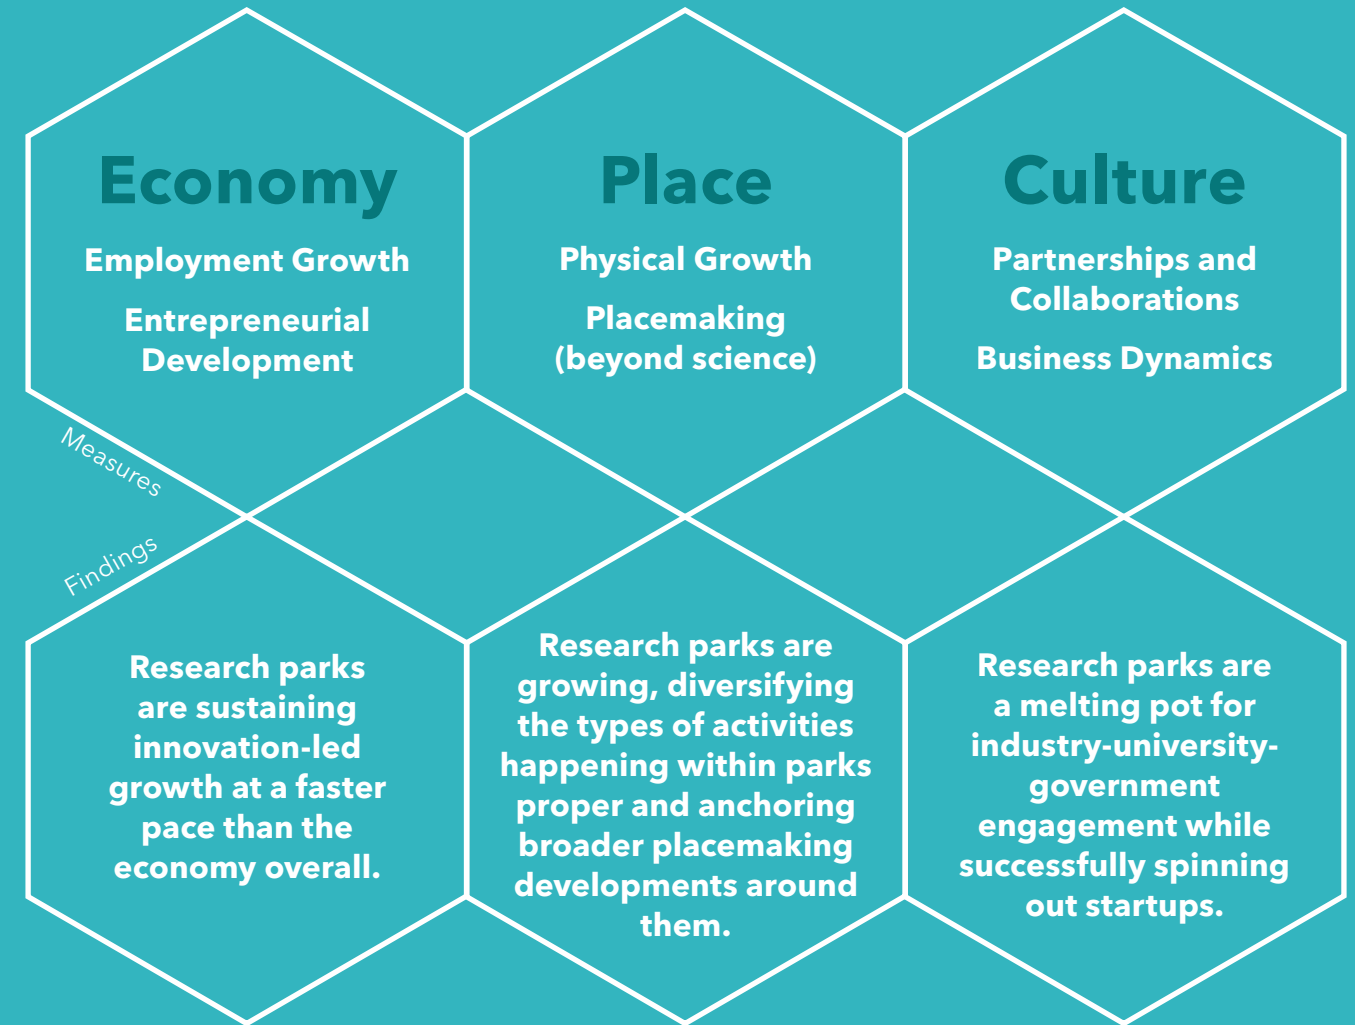 Economy
Employment Growth
Entrepreneurial
Development
Place
Physical Growth
Placemaking
(beyond science)
Culture
Partnerships and
Collaborations
Business Dynamics
Measures
Findings
Research parks
are sustaining
innovation-led
growth at a faster
pace than the
economy overall.
Research parks are
growing, diversifying
the types of activities
happening within parks
proper and anchoring
broader placemaking
developments around
them.
Research parks are
a melting pot for
industry-university-
government
engagement while
successfully spinning
out startups.